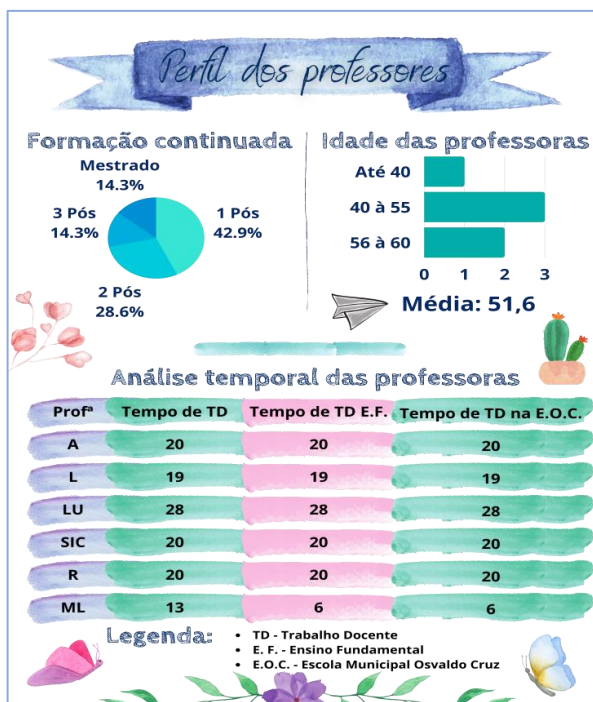 Perfil dos professores
Formação continuada
Mestrado
14.3%
3 Pós
14.3%
1 Pós
42.9%
2 Pós
28.6%
Idade das professoras
Até 40
40 à 55
56 à 60
0 1 2 3
Média: 51,6
Análise temporal das professoras
Profª Tempo de TD Tempo de TD E.F. Tempo de TD na E.O.C.
A 20 20 20
L 19 19 19
LU 28 28 28
SIC 20 20 20
R 20 20 20
ML 13 6 6
Legenda:
• TD - Trabalho Docente
• E. F. - Ensino Fundamental
• E.O.C. - Escola Municipal Osvaldo Cruz